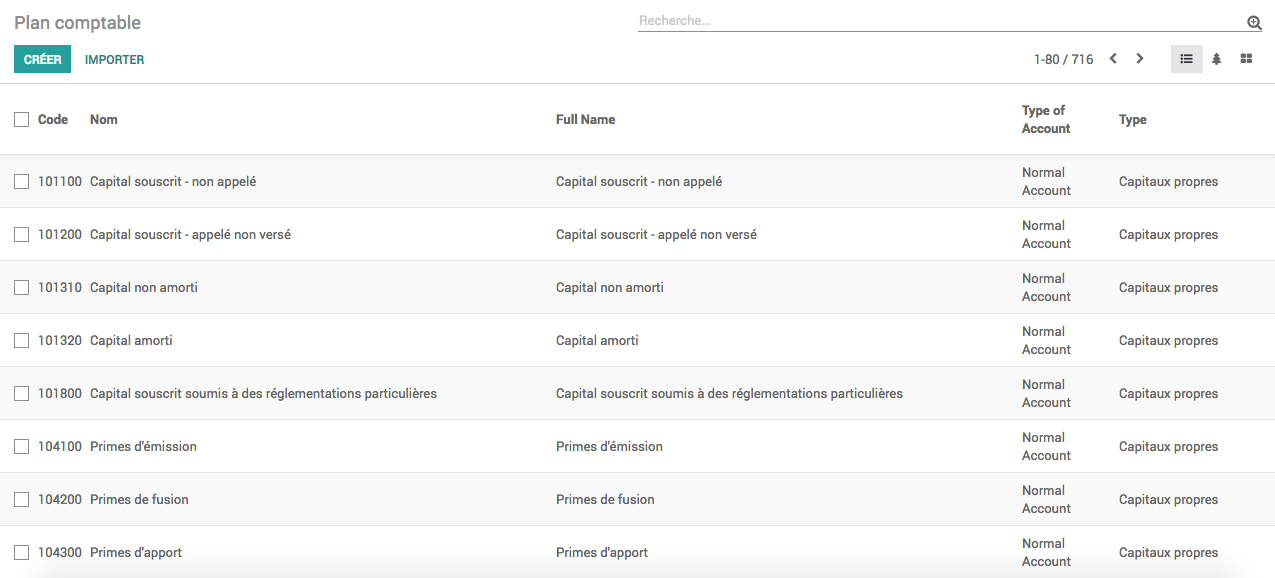 Plan comptable
Recherche...
CRÉER IMPORTER
1-80 / 716
Code Nom Full Name Type of Account Type
101100 Capital souscrit - non appelé Capital souscrit - non appelé Normal Account Capitaux propres
101200 Capital souscrit - appelé non versé Capital souscrit - appelé non versé Normal Account Capitaux propres
101310 Capital non amorti Capital non amorti Normal Account Capitaux propres
101320 Capital amorti Capital amorti Normal Account Capitaux propres
101800 Capital souscrit soumis à des réglementations particulières Capital souscrit soumis à des réglementations particulières Normal Account Capitaux propres
104100 Primes d'émission Primes d'émission Normal Account Capitaux propres
104200 Primes de fusion Primes de fusion Normal Account Capitaux propres
104300 Primes d'apport Primes d'apport Normal Account Capitaux propres